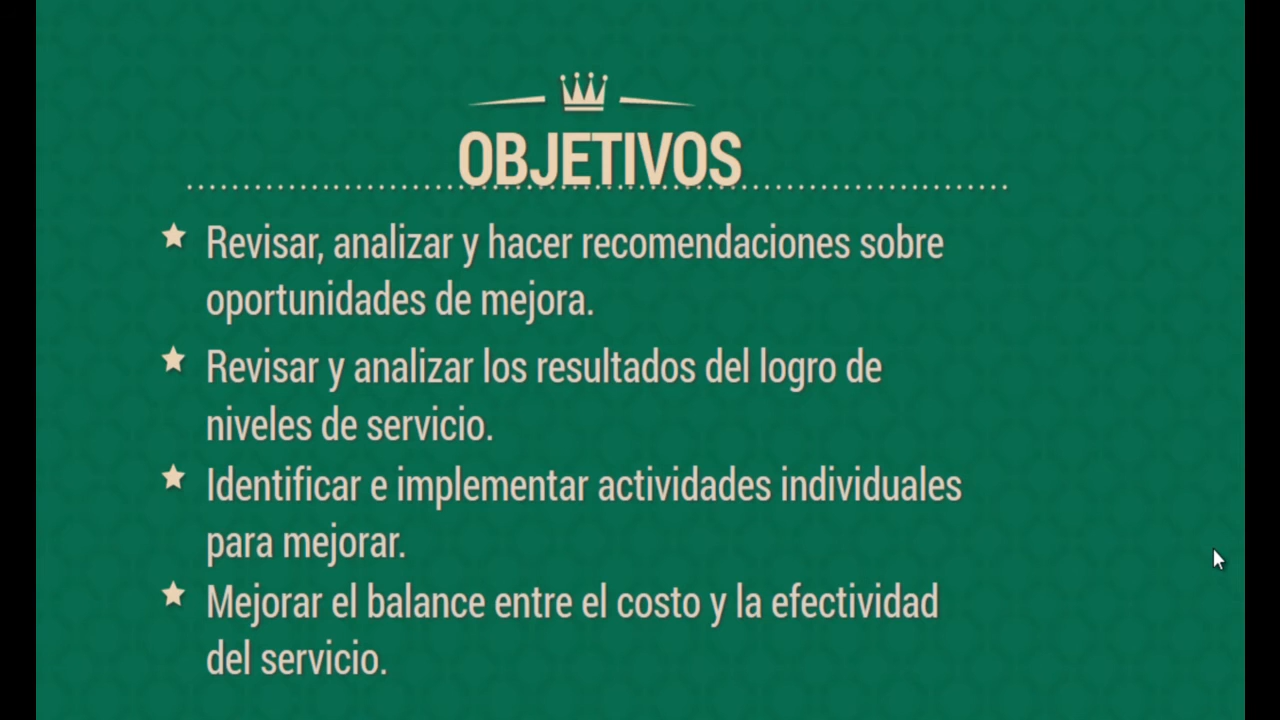 OBJETIVOS
Revisar, analizar y hacer recomendaciones sobre
oportunidades de mejora.
Revisar y analizar los resultados del logro de
niveles de servicio.
Identificar e implementar actividades individuales
para mejorar.
Mejorar el balance entre el costo y la efectividad
del servicio.